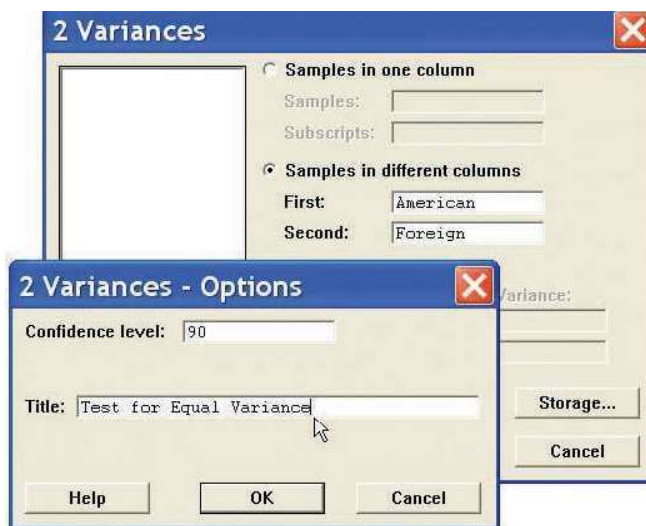 2 Variances
Samples in one column
Samples:
Subscripts:
Samples in different columns
First: American
Second: Foreign
Variance:
Storage...
Cancel
2 Variances - Options
Confidence level: 90
Title: Test for Equal Variance
Help OK Cancel